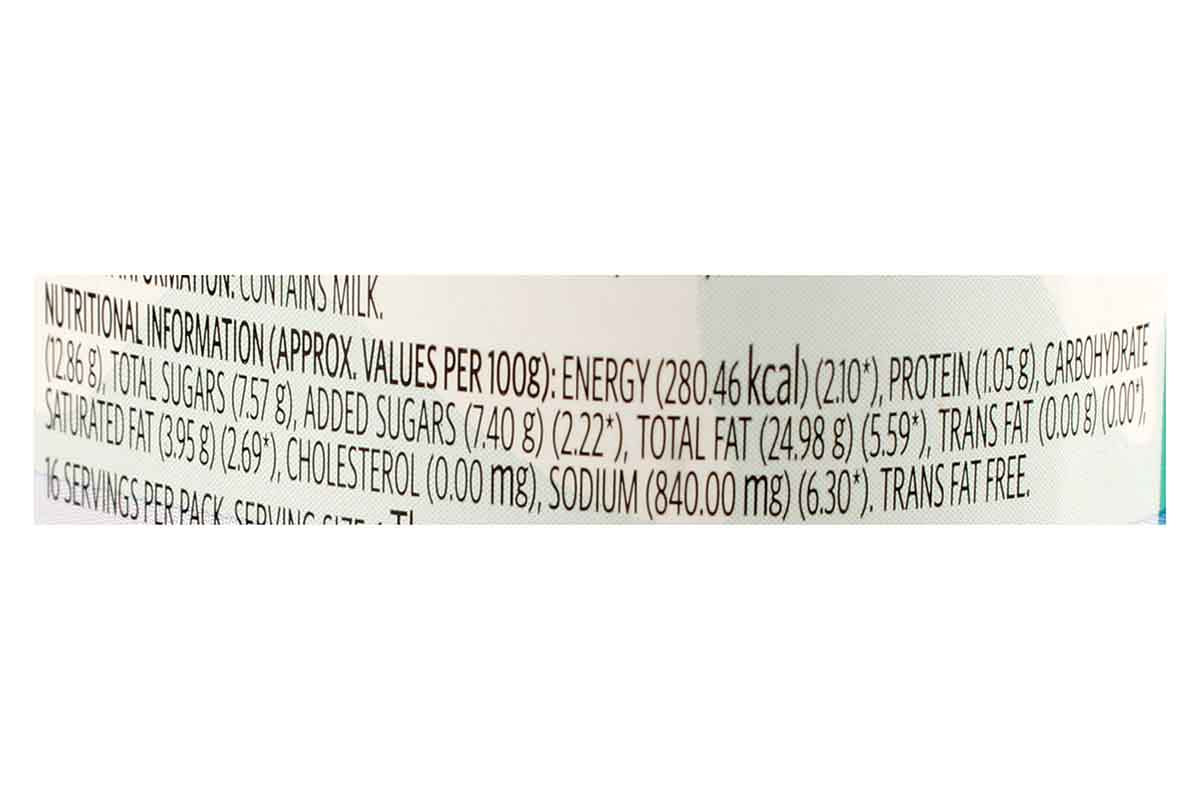 INFORMATION: CONTAINS MILK.
NUTRITIONAL INFORMATION (APPROX. VALUES PER 100g): ENERGY (280.46 kcal) (2.10*), PROTEIN (1.05 g), CARBOHYDRATE
(12.86 g), TOTAL SUGARS (7.57 g), ADDED SUGARS (7.40 g) (2.22*), TOTAL FAT (24.98 g) (5.59*), TRANS FAT (0.00 g) (0.00*),
SATURATED FAT (3.95 g) (2.69*), CHOLESTEROL (0.00 mg), SODIUM (840.00 mg) (6.30*). TRANS FAT FREE.
16 SERVINGS PER PACK. SERVING SIZE